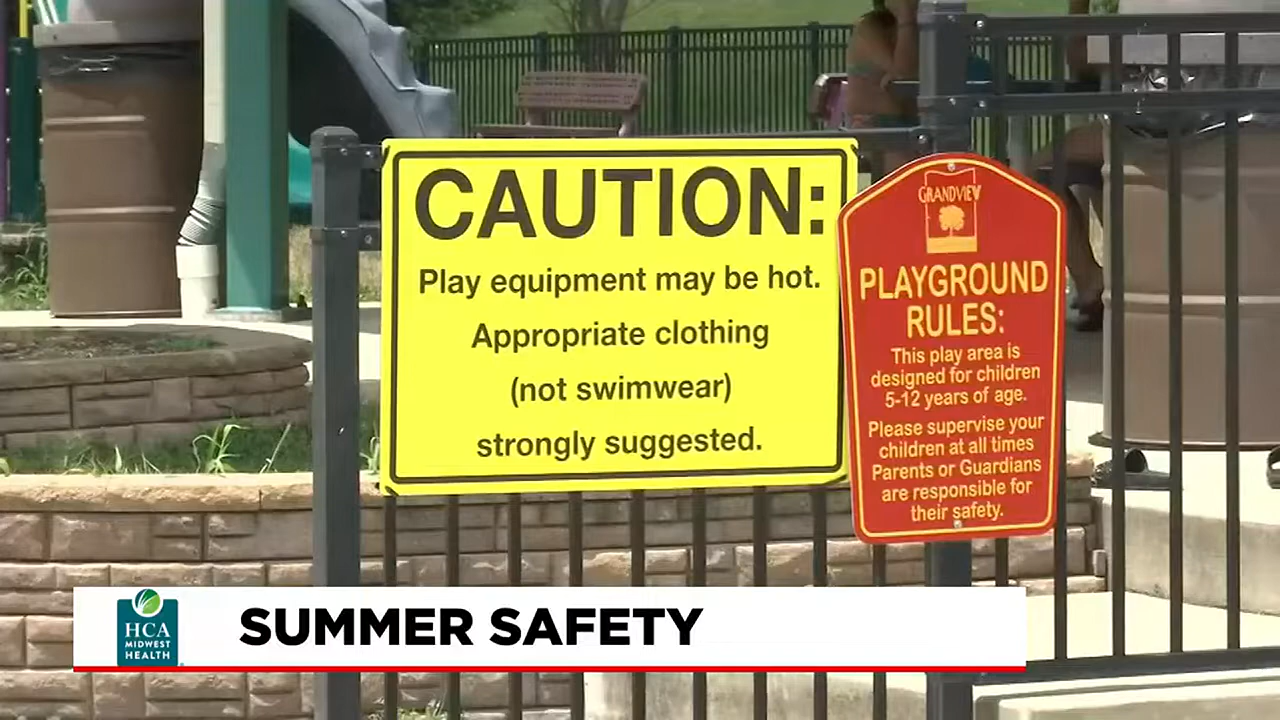 CAUTION:
Play equipment may be hot.
Appropriate clothing
(not swimwear)
strongly suggested.
GRANDVIEW
PLAYGROUND
RULES:
This play area is
designed for children
5-12 years of age.
Please supervise your
children at all times
Parents or Guardians
are responsible for
their safety.
HCA
MIDWEST
HEALTH
SUMMER SAFETY